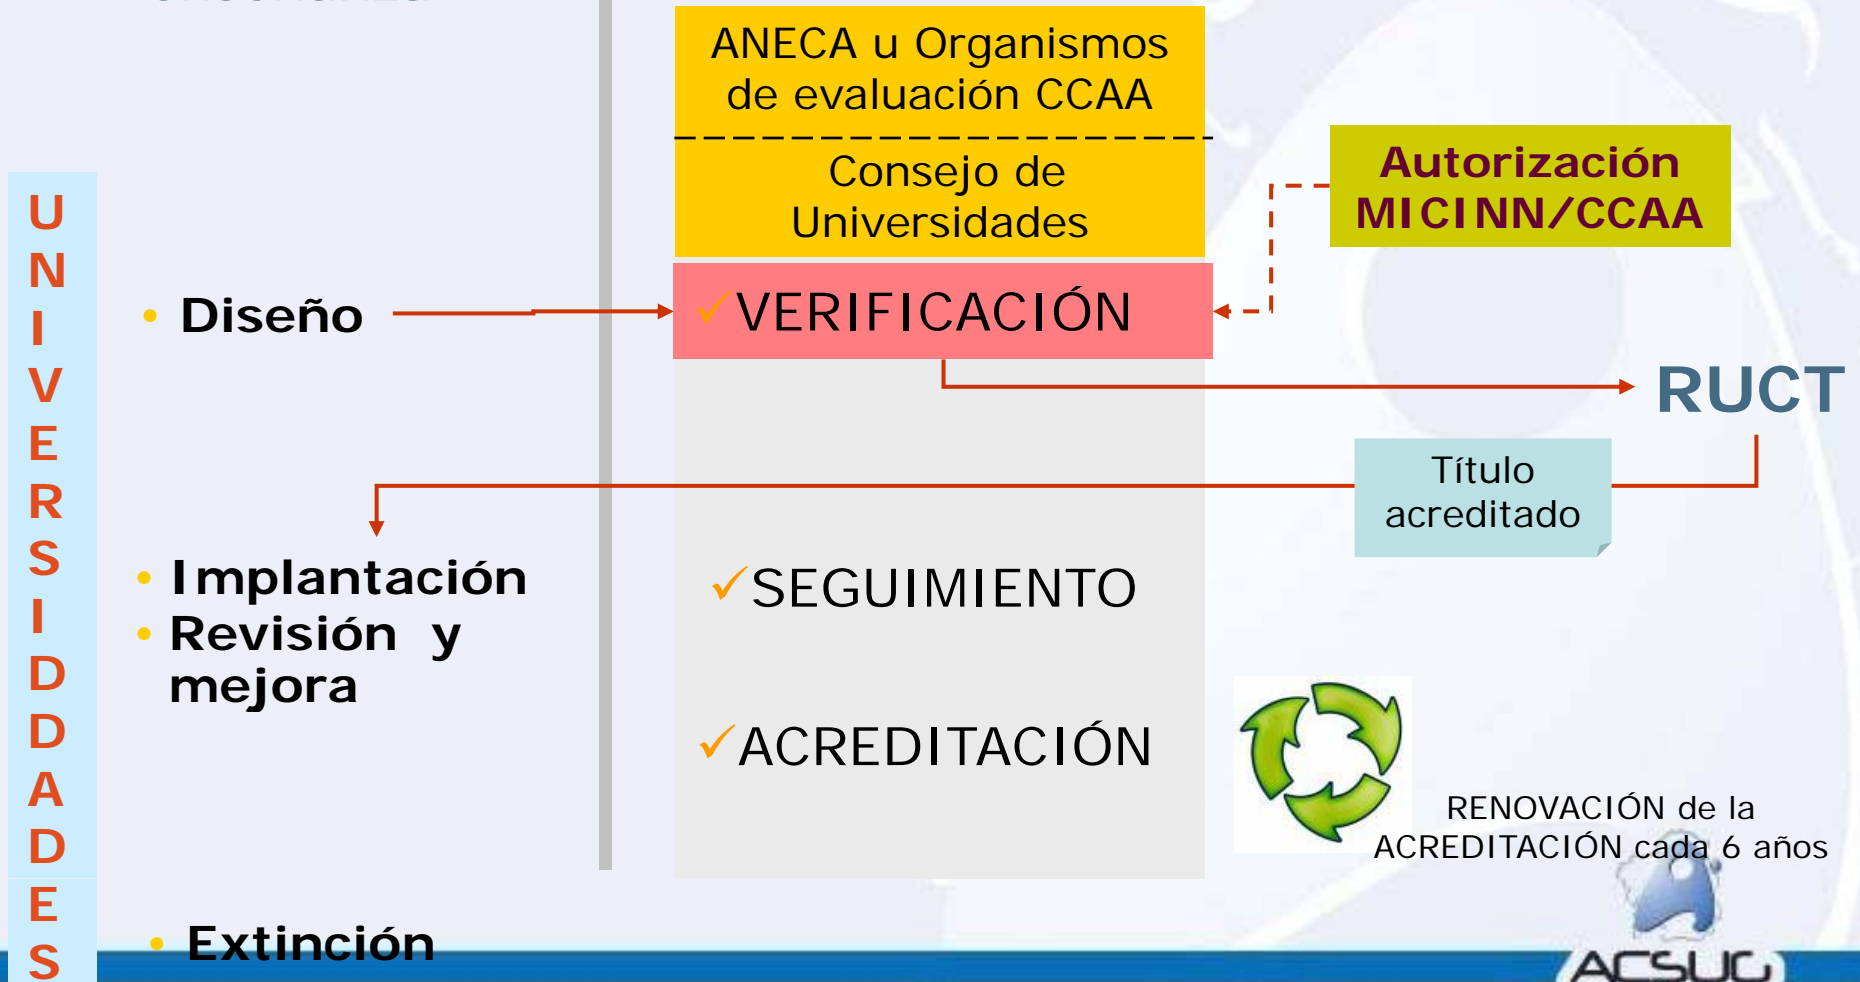 ANECA u Organismos
de evaluación CCAA
Consejo de
Universidades
Autorización
MICINN/CCAA
UNIVERSIDADES
• Diseño
✓VERIFICACIÓN
RUCT
Título
acreditado
• Implantación
• Revisión y
mejora
✓SEGUIMIENTO
✓ACREDITACIÓN
RENOVACIÓN de la
ACREDITACIÓN cada 6 años
• Extinción
ACSUG